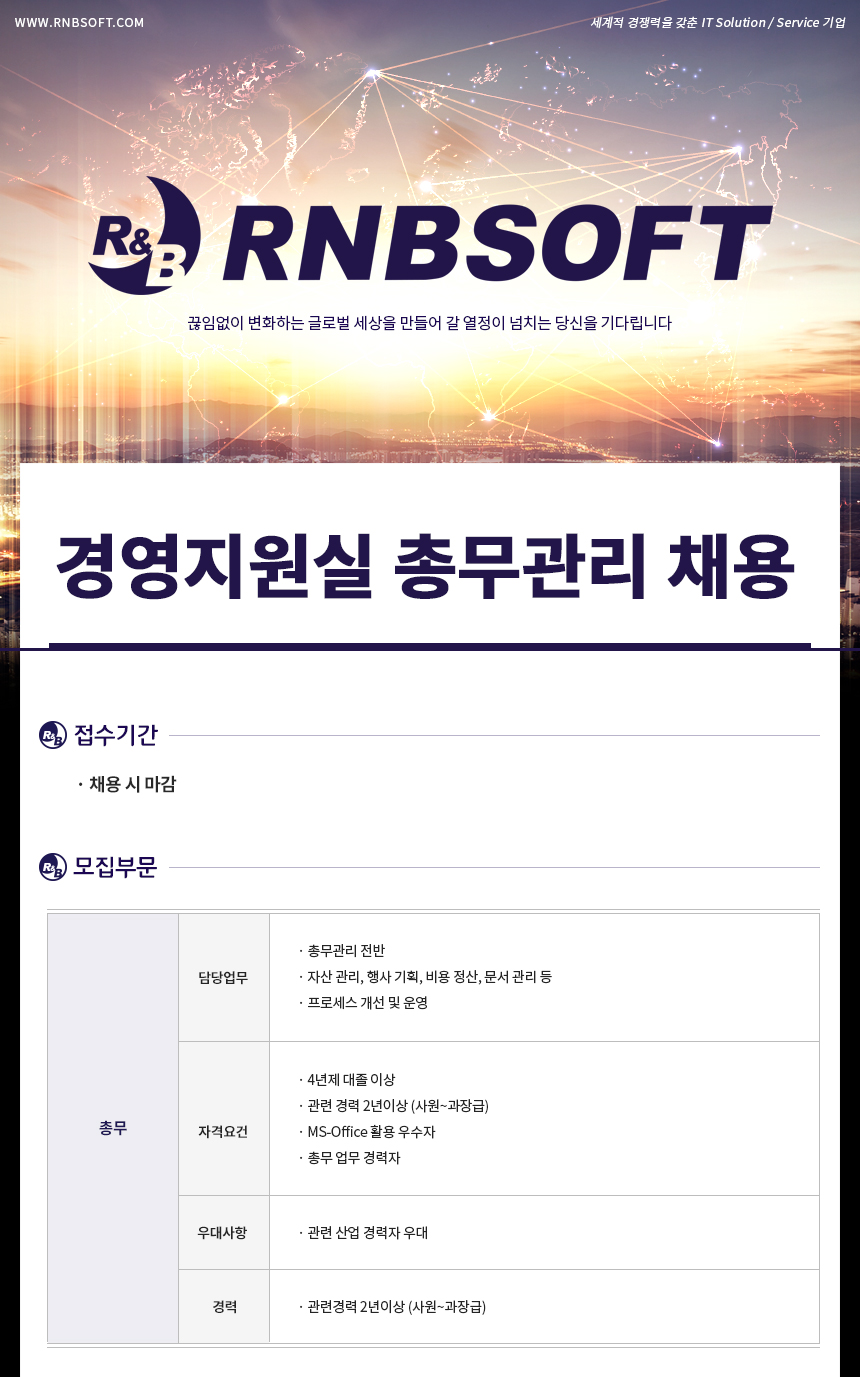 WWW.RNBSOFT.COM
세계적 경쟁력을 갖춘 IT Solution / Service 기업
R&B RNBSOFT
끊임없이 변화하는 글로벌 세상을 만들어 갈 열정이 넘치는 당신을 기다립니다
경영지원실 총무관리 채용
R&B 접수기간
· 채용 시 마감
R&B 모집부문
총무
담당업무
· 총무관리 전반
· 자산 관리, 행사 기획, 비용 정산, 문서 관리 등
· 프로세스 개선 및 운영
자격요건
· 4년제 대졸 이상
· 관련 경력 2년이상 (사원~과장급)
· MS-Office 활용 우수자
· 총무 업무 경력자
우대사항
· 관련 산업 경력자 우대
경력
· 관련경력 2년이상 (사원~과장급)